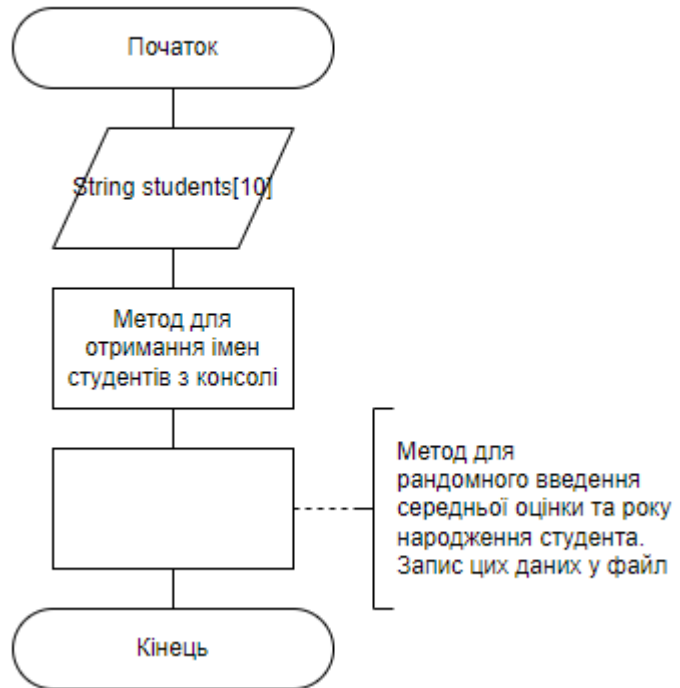 Початок
String students[10]
Метод для
отримання імен
студентів з консолі
Метод для
рандомного введення
середньої оцінки та року
народження студента.
Запис цих даних у файл
Кінець